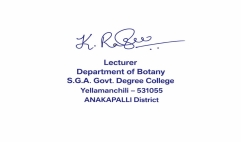 Lecturer
Department of Botany
S.G.A. Govt. Degree College
Yellamanchili – 531055
ANAKAPALLI District